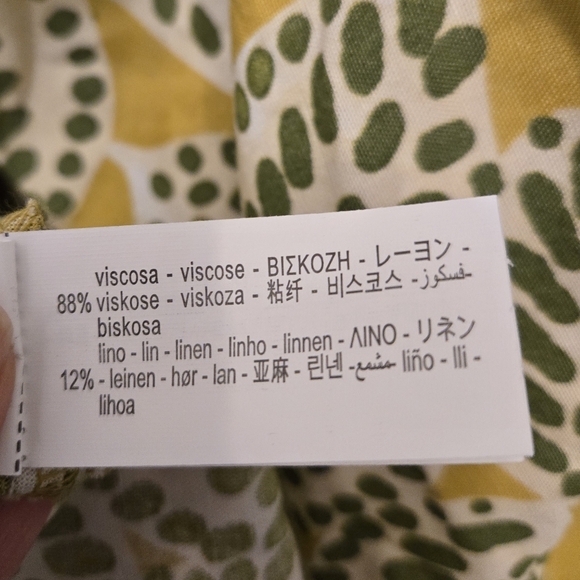 viscosa - viscose - ΒΙΣΚΟΖΗ - レーヨン -
88% viskose - viskoza - 粘纤 - 비스코스 -فسكوز-
biskosa
lino - lin - linen - linho - linnen - ΛΙΝΟ - リネン
12% - leinen - hør - lan - 亚麻 - 린넨 -مشمع- liño - lli -
lihoa